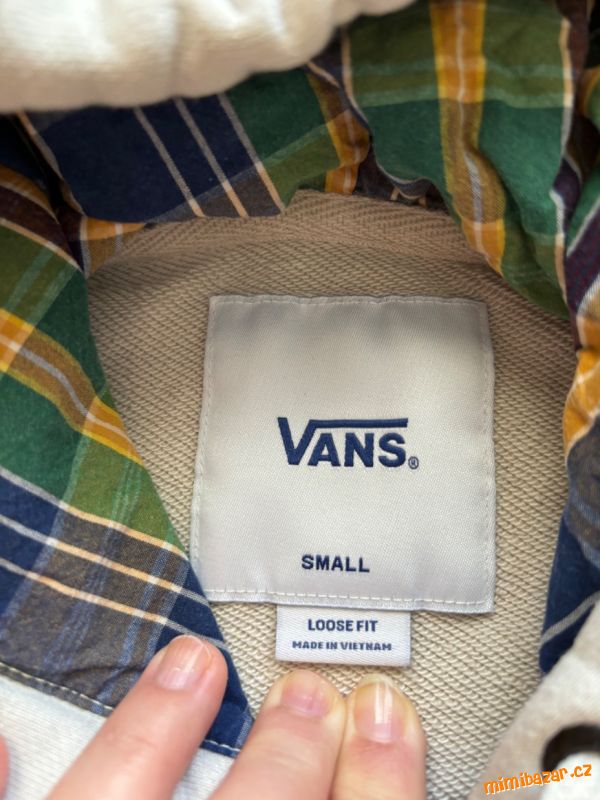 VANS®
SMALL
LOOSE FIT
MADE IN VIETNAM
mimibazar.cz